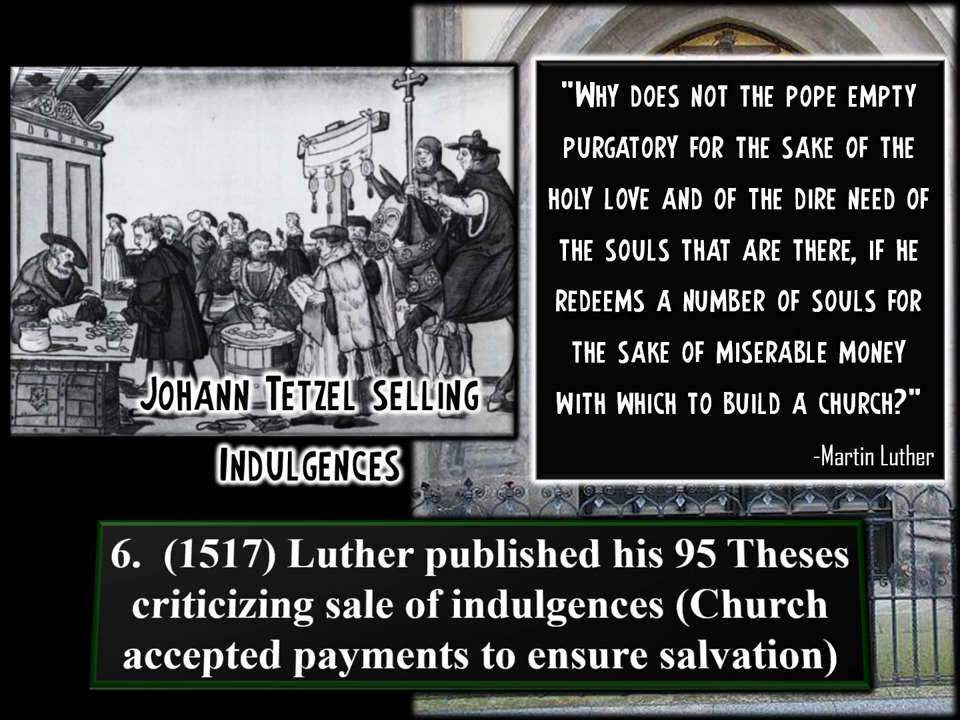 Johann Tetzel selling
Indulgences
"Why does not the pope empty
purgatory for the sake of the
holy love and of the dire need of
the souls that are there, if he
redeems a number of souls for
the sake of miserable money
with which to build a church?"
-Martin Luther
6. (1517) Luther published his 95 Theses
criticizing sale of indulgences (Church
accepted payments to ensure salvation)